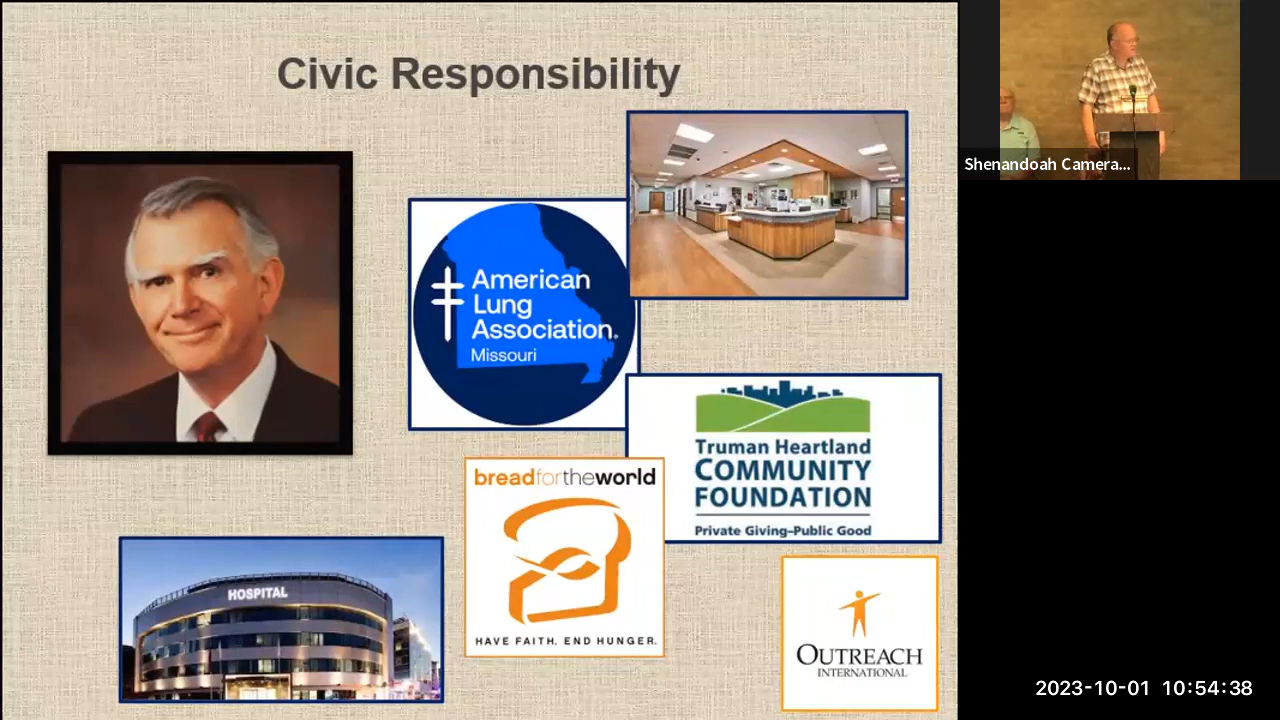 Civic Responsibility
Shenandoah Camera...
American
Lung
Association.
Missouri
Truman Heartland
COMMUNITY
FOUNDATION
Private Giving–Public Good
breadfortheworld
HAVE FAITH. END HUNGER.
HOSPITAL
OUTREACH
INTERNATIONAL
2023-10-01 10:54:38